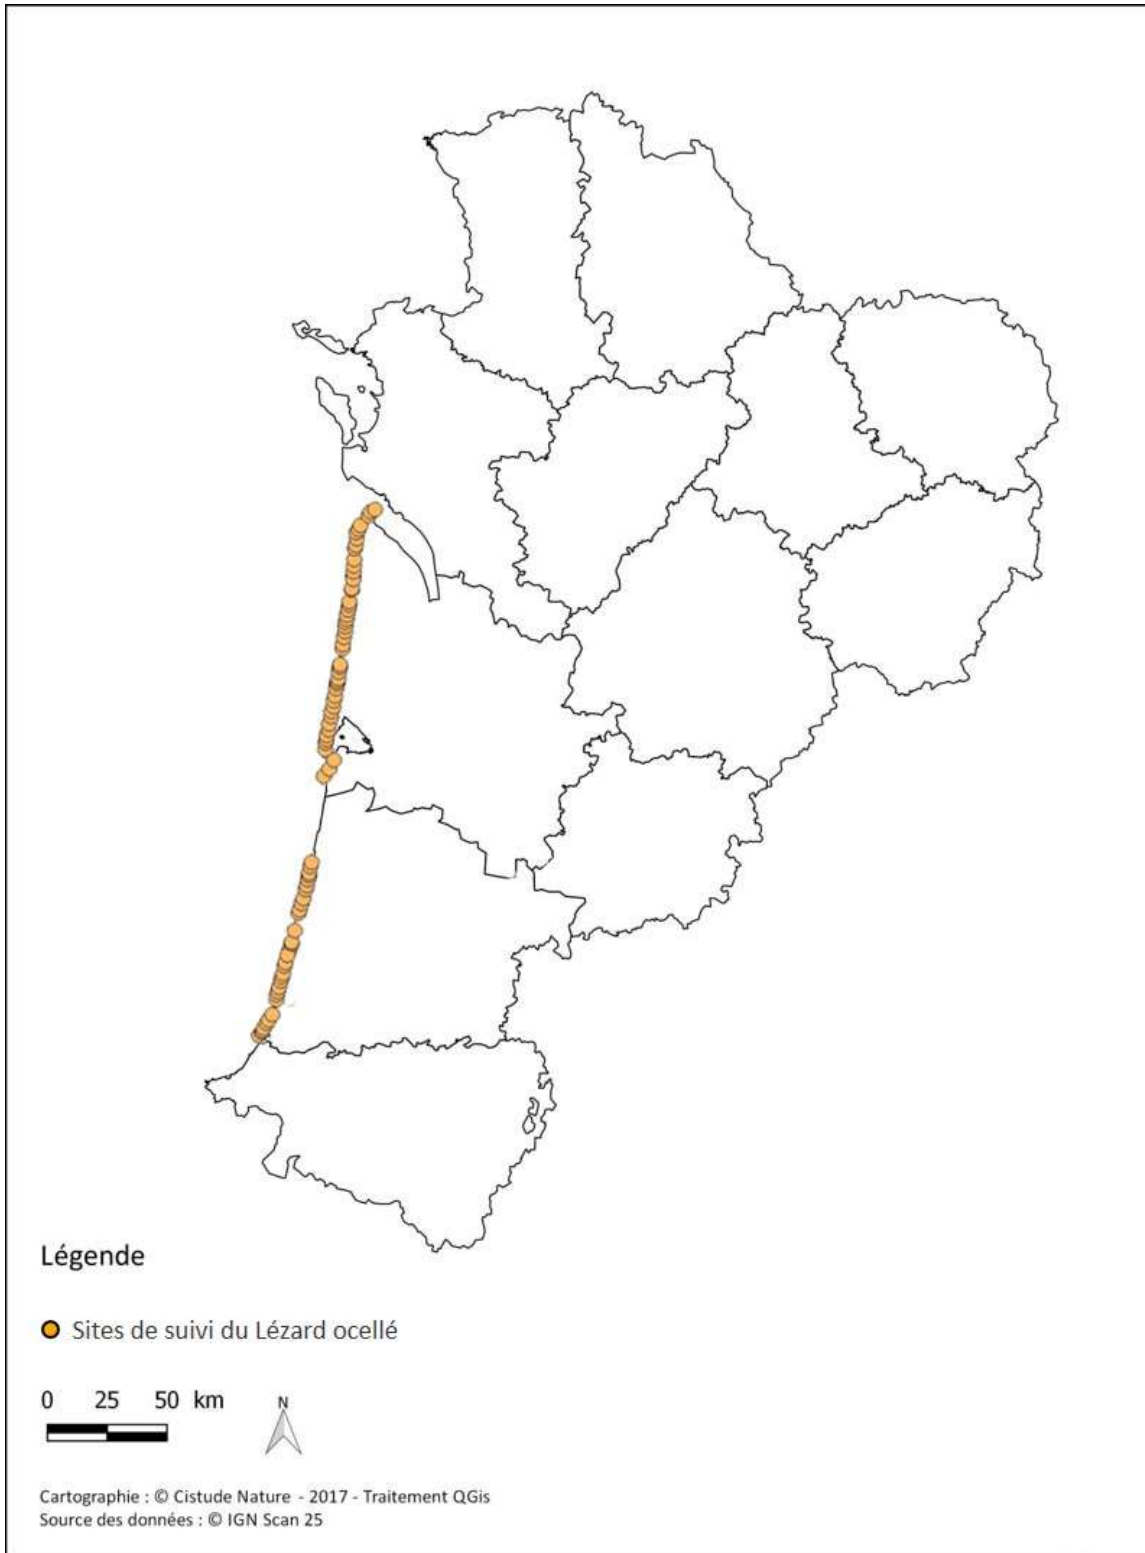 Légende
Sites de suivi du Lézard ocellé
0 25 50 km
N
Cartographie : © Cistude Nature - 2017 - Traitement QGis
Source des données : © IGN Scan 25